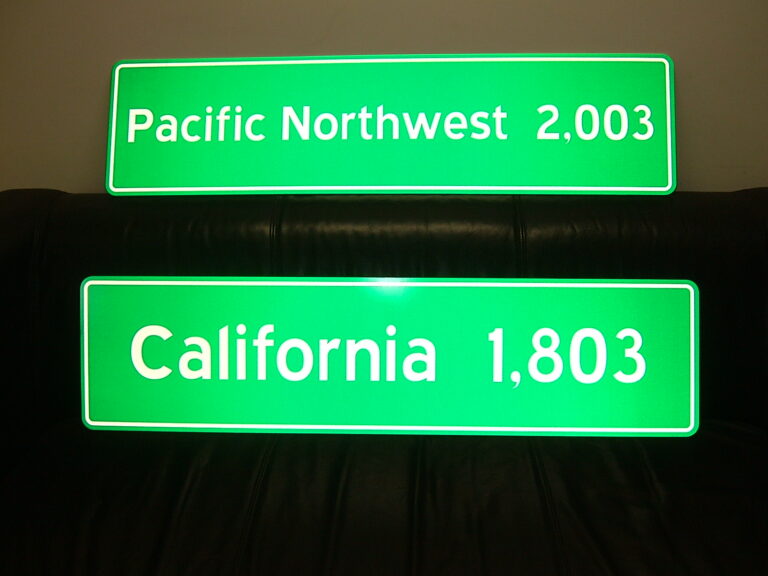 Pacific Northwest 2,003
California 1,803